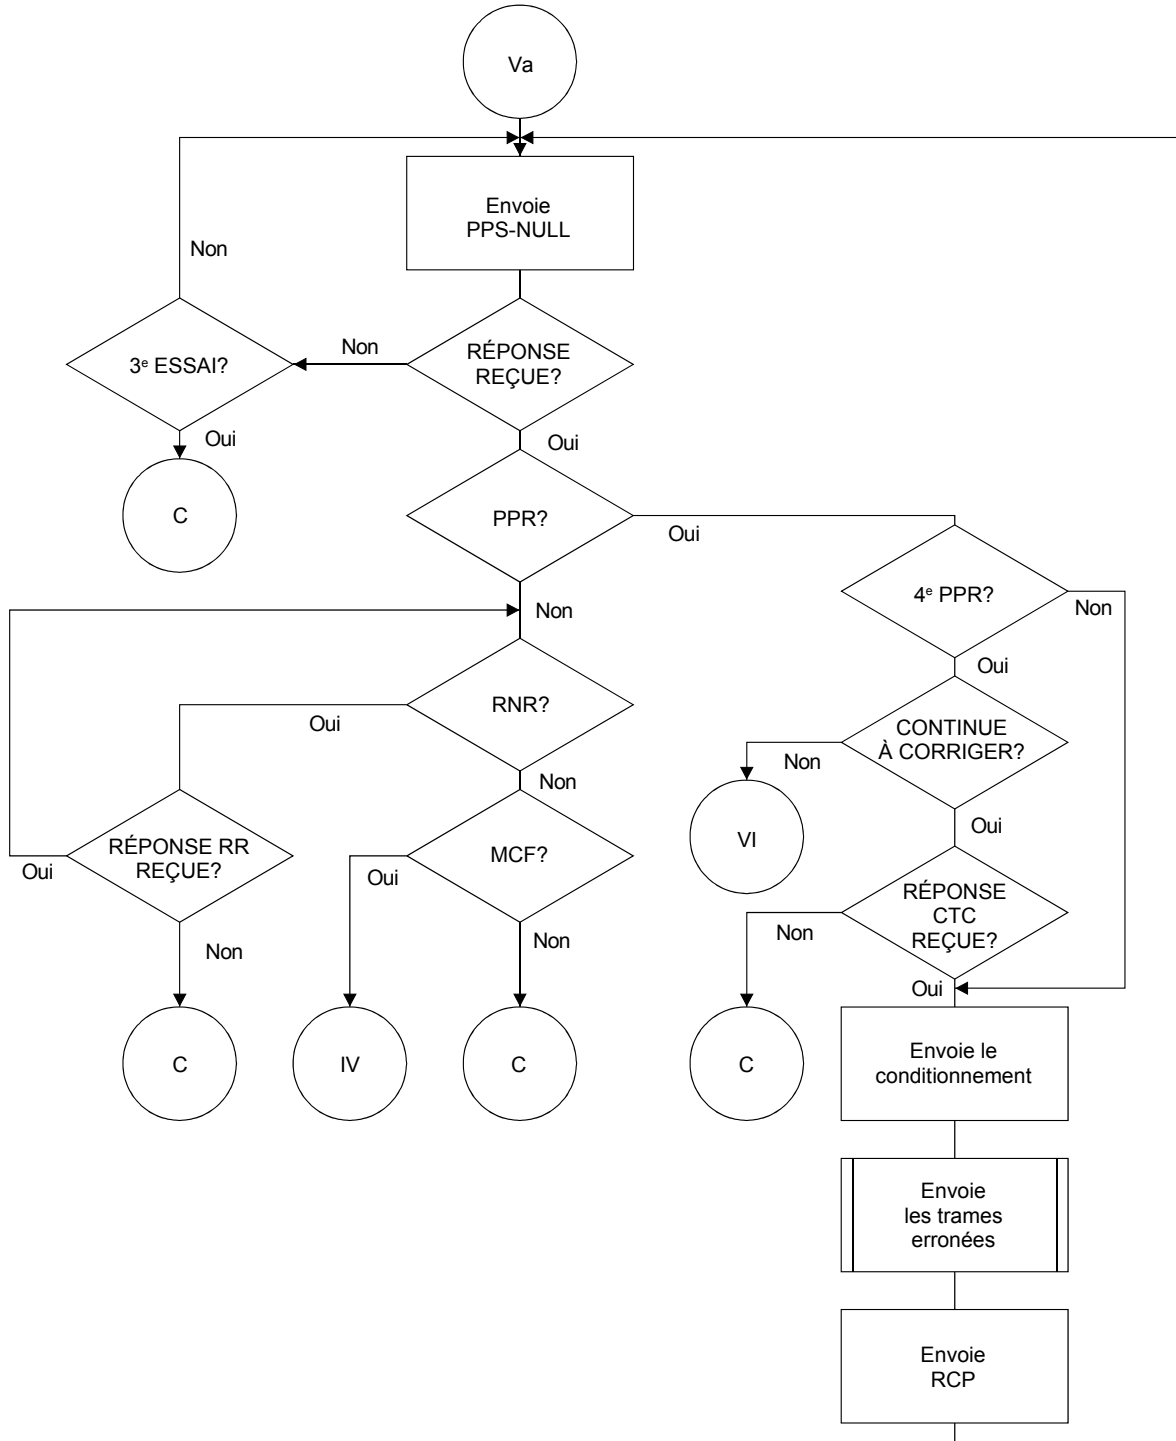 Va
Envoie
PPS-NULL
Non
3e ESSAI?
Non
RÉPONSE
REÇUE?
Oui
Oui
C
PPR?
Oui
Non
4e PPR?
Non
Oui
RNR?
Oui
Non
CONTINUE
À CORRIGER?
Non
Oui
VI
RÉPONSE RR
REÇUE?
Oui
Non
MCF?
Oui
Non
RÉPONSE
CTC
REÇUE?
Non
Oui
C
IV
C
C
Envoie le
conditionnement
Envoie
les trames
erronées
Envoie
RCP